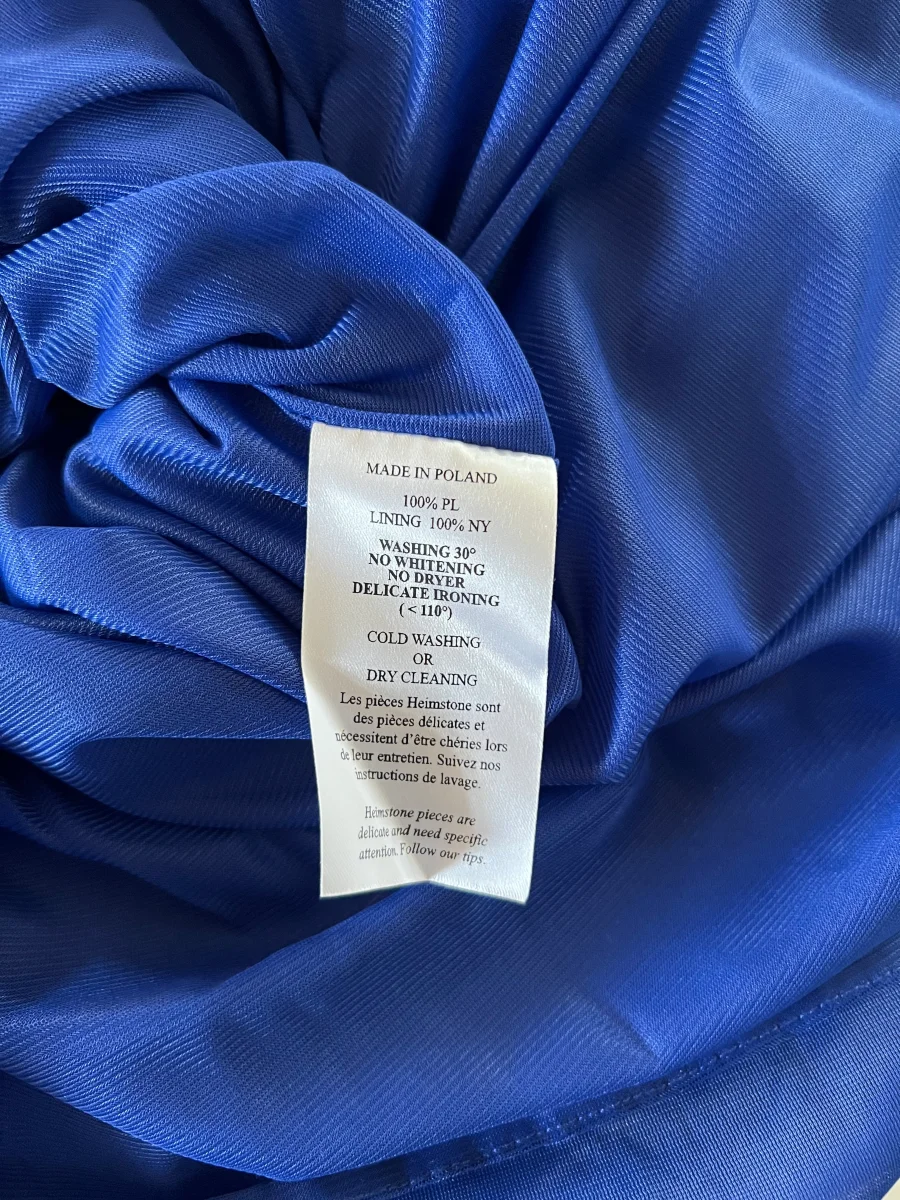 MADE IN POLAND
100% PL
LINING 100% NY
WASHING 30°
NO WHITENING
NO DRYER
DELICATE IRONING
( < 110°)
COLD WASHING
OR
DRY CLEANING
Les pièces Heimstone sont
des pièces délicates et
nécessitent d'être chéries lors
de leur entretien. Suivez nos
instructions de lavage.
Heimstone pieces are
delicate and need specific
attention. Follow our tips.